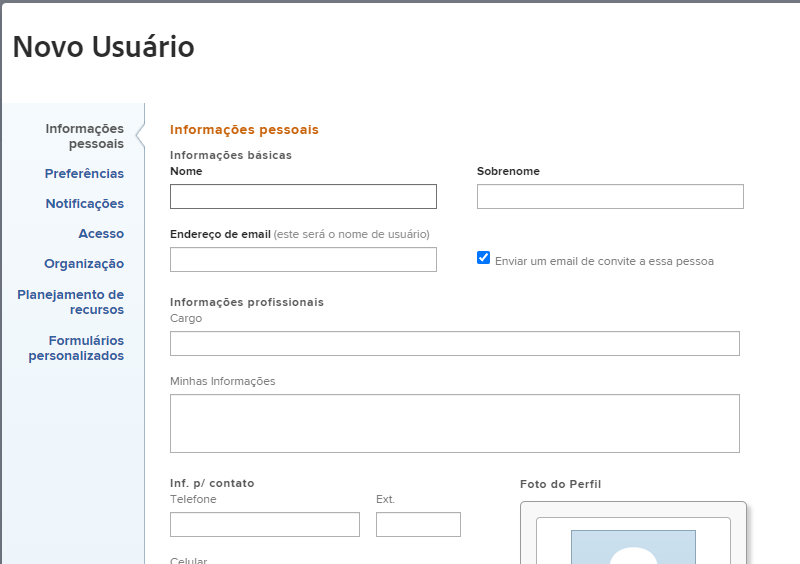 Novo Usuário
Informações
pessoais
Preferências
Notificações
Acesso
Organização
Planejamento de
recursos
Formulários
personalizados
Informações pessoais
Informações básicas
Nome
Sobrenome
Endereço de email (este será o nome de usuário)
Enviar um email de convite a essa pessoa
Informações profissionais
Cargo
Minhas Informações
Inf. p/ contato
Telefone
Ext.
Foto do Perfil
Celular